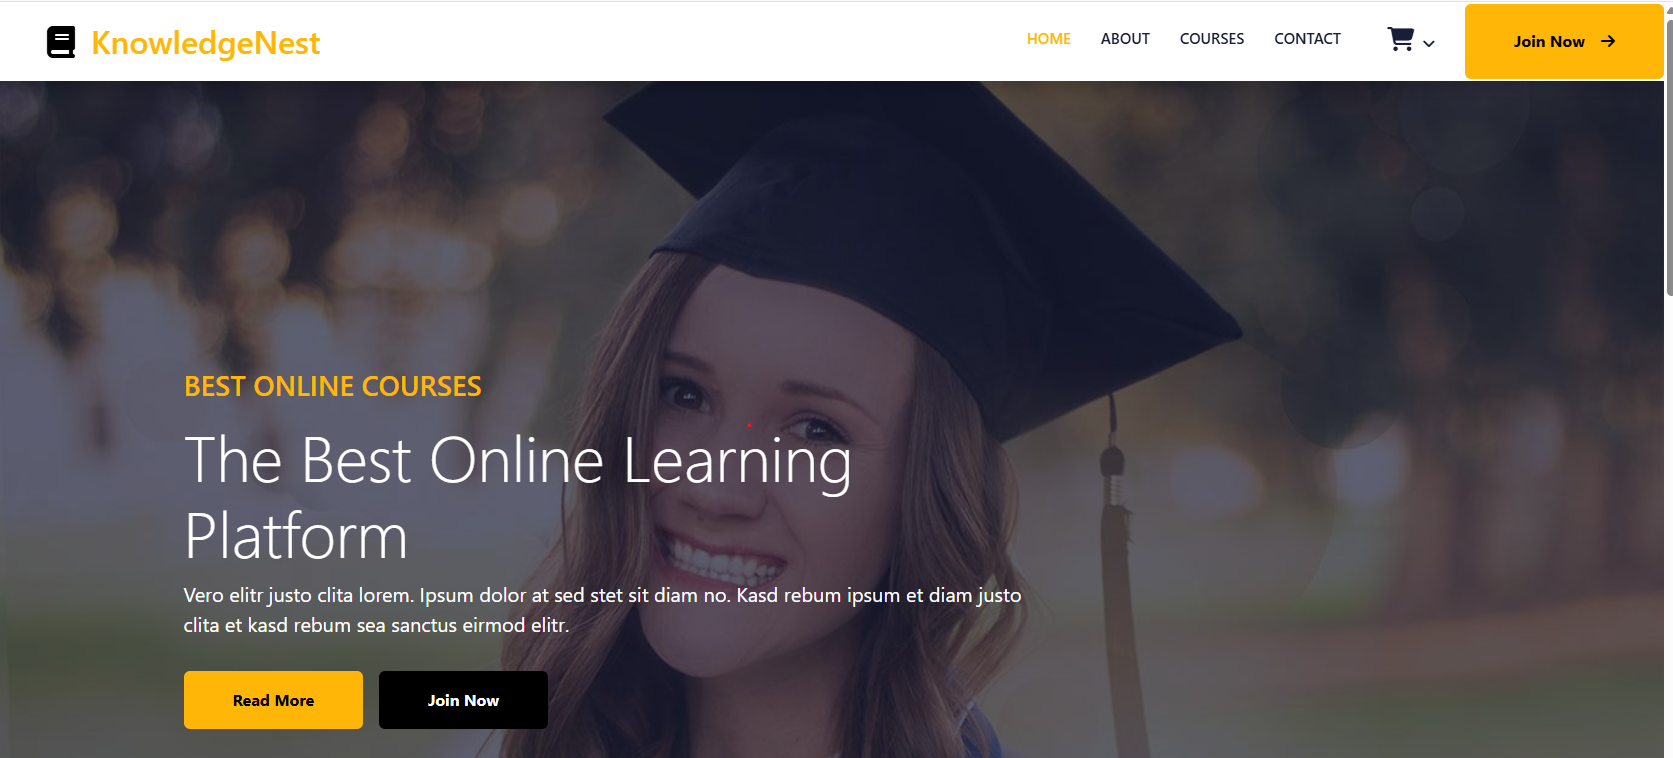 KnowledgeNest
HOME ABOUT COURSES CONTACT
Join Now
BEST ONLINE COURSES
The Best Online Learning
Platform
Vero elitr justo clita lorem. Ipsum dolor at sed stet sit diam no. Kasd rebum ipsum et diam justo
clita et kasd rebum sea sanctus eirmod elitr.
Read More Join Now